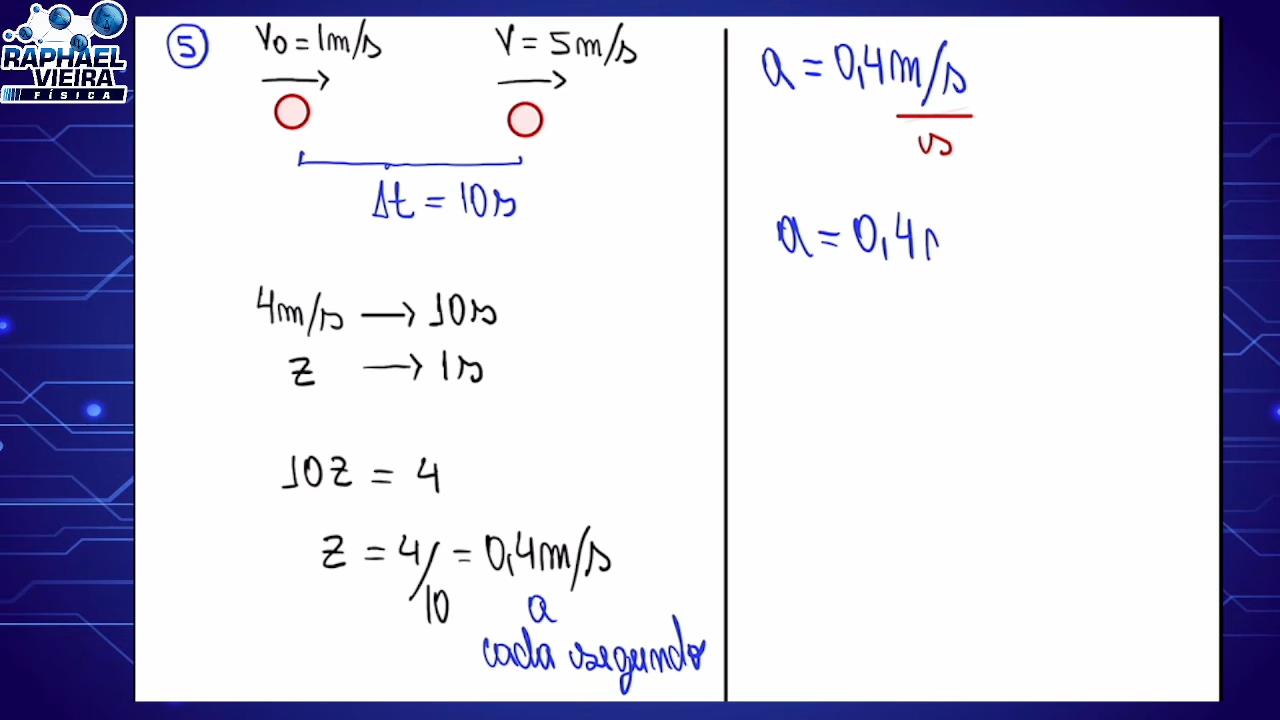 RAPHAEL
VIEIRA
FÍSICA
5
V0 = 1m/s
V = 5m/s
Δt = 10s
4m/s → 10s
z → 1s
10z = 4
z = 4/10 = 0,4m/s
a
cada segundo
a = 0,4m/s
s
a = 0,4